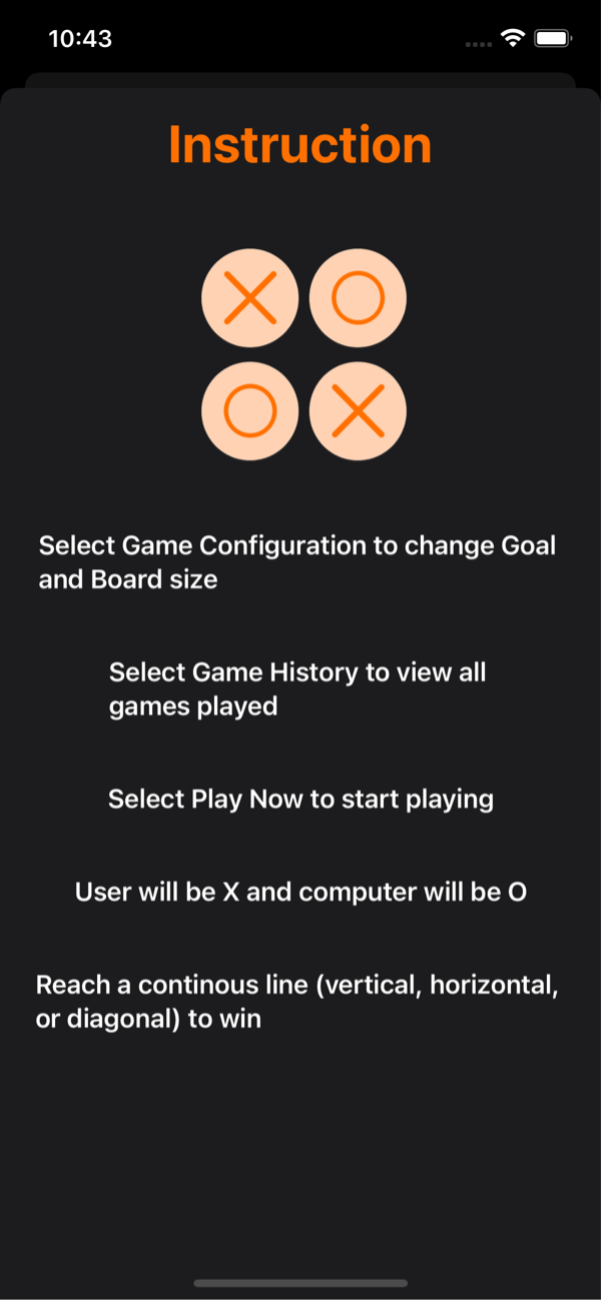 10:43
Instruction
Select Game Configuration to change Goal
and Board size
Select Game History to view all
games played
Select Play Now to start playing
User will be X and computer will be O
Reach a continous line (vertical, horizontal,
or diagonal) to win